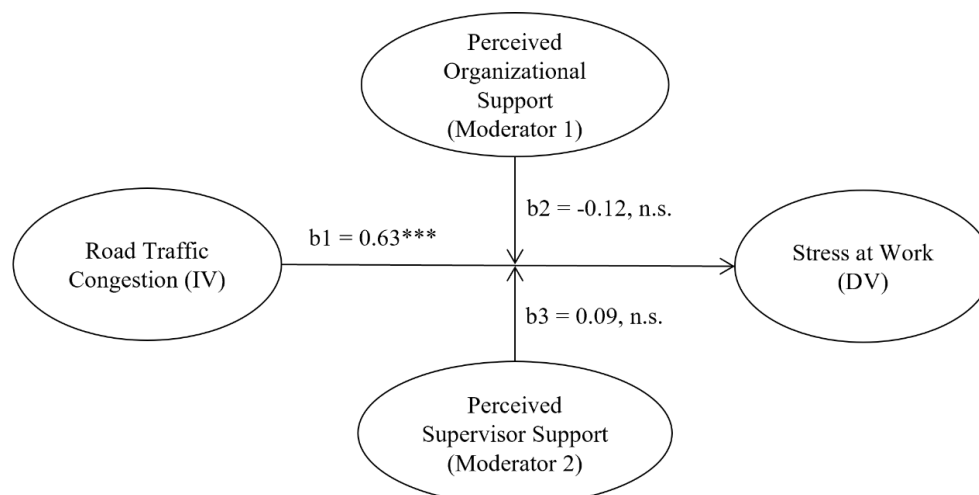 Perceived
Organizational
Support
(Moderator 1)
b2 = -0.12, n.s.
b1 = 0.63***
Road Traffic
Congestion (IV)
Stress at Work
(DV)
b3 = 0.09, n.s.
Perceived
Supervisor Support
(Moderator 2)